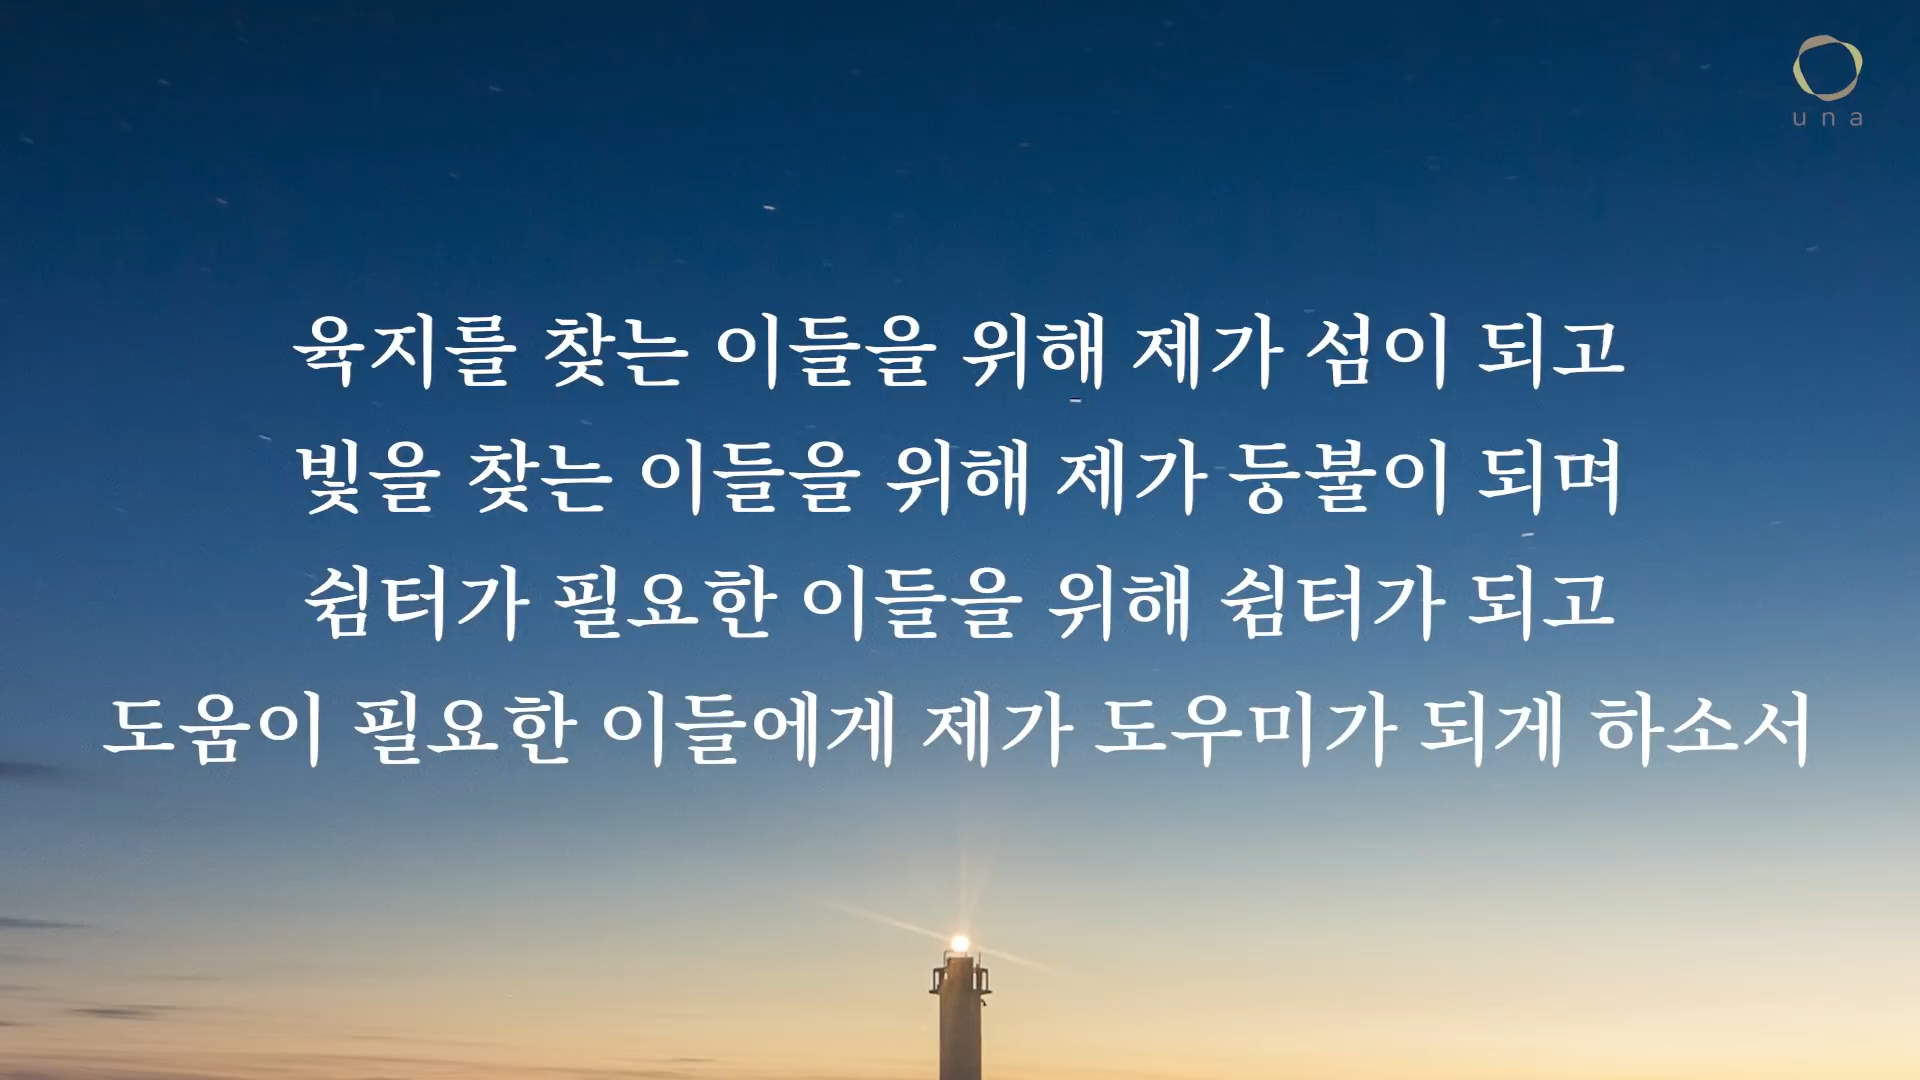 una
육지를 찾는 이들을 위해 제가 섬이 되고
빛을 찾는 이들을 위해 제가 등불이 되며
쉼터가 필요한 이들을 위해 쉼터가 되고
도움이 필요한 이들에게 제가 도우미가 되게 하소서